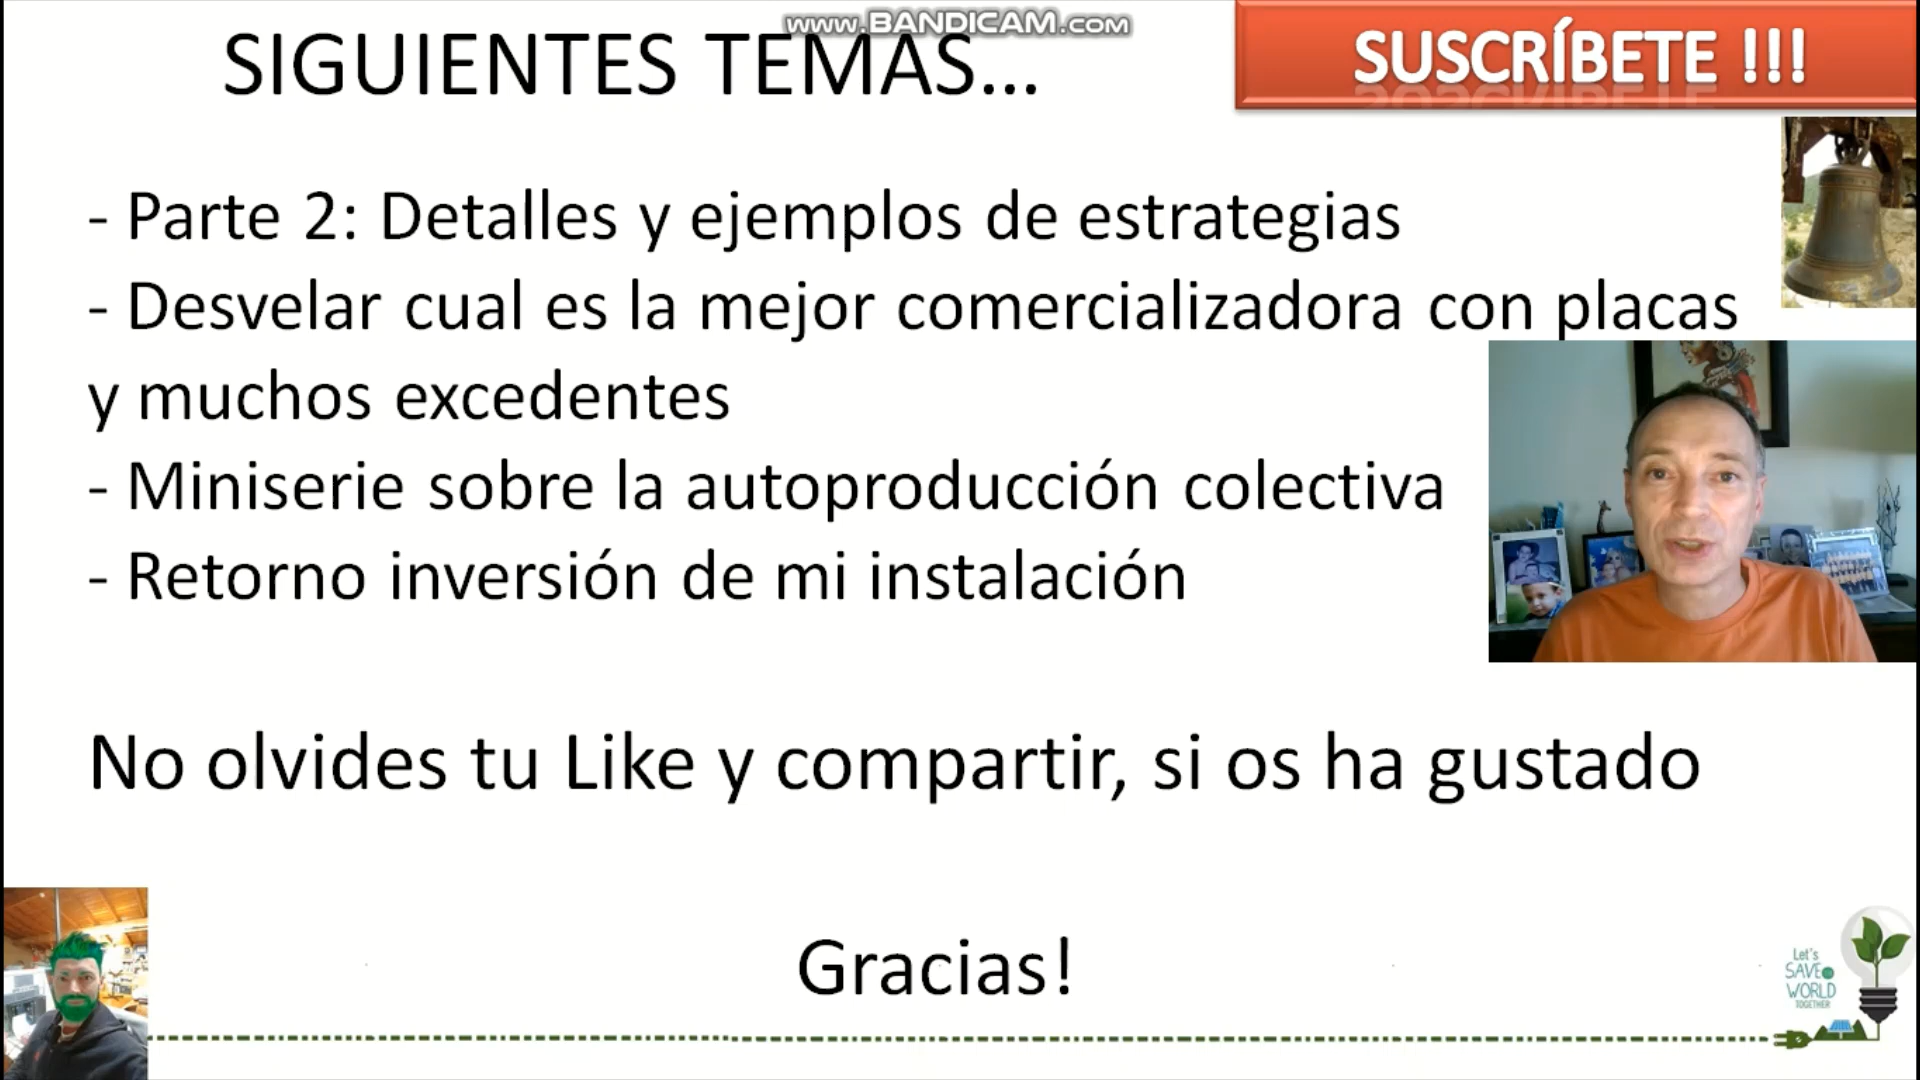 www.BANDICAM.com
SIGUIENTES TEMAS...
SUSCRÍBETE !!!
- Parte 2: Detalles y ejemplos de estrategias
- Desvelar cual es la mejor comercializadora con placas
y muchos excedentes
- Miniserie sobre la autoproducción colectiva
- Retorno inversión de mi instalación
No olvides tu Like y compartir, si os ha gustado
Gracias!
Let's
SAVE
WORLD
TOGETHER